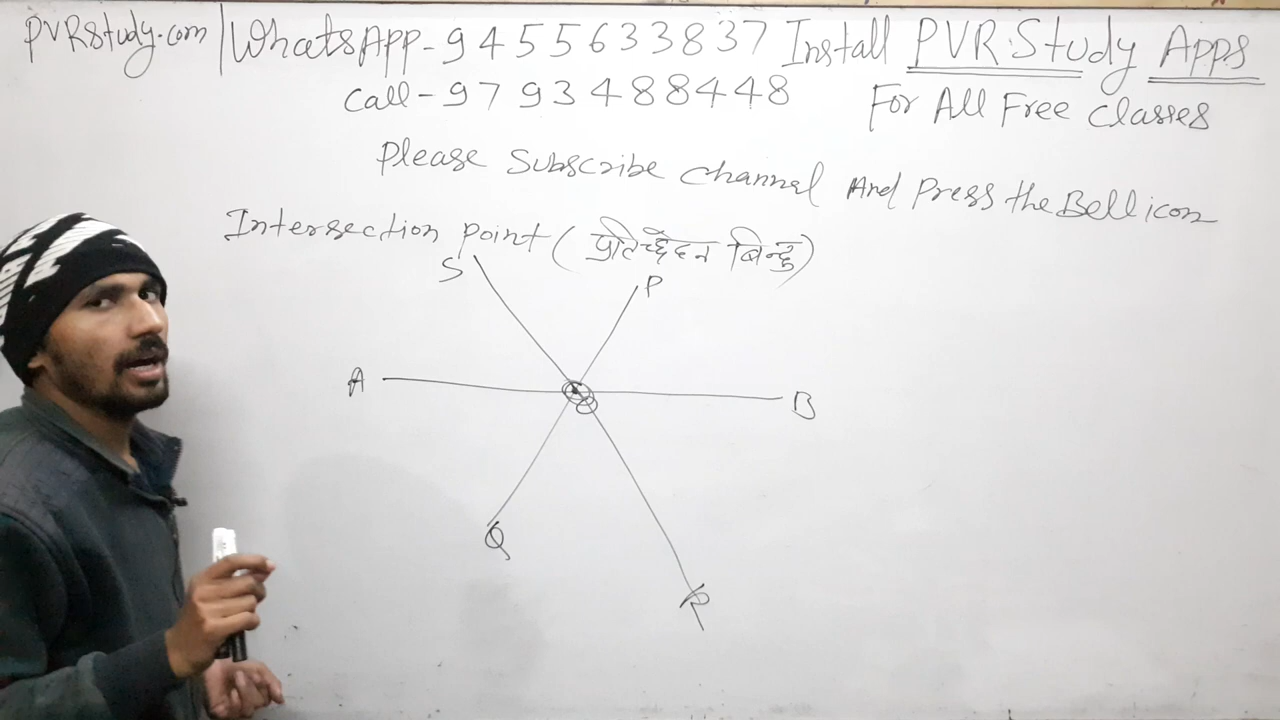 PVRStudy.com | WhatsApp-9455633837 Install PVR Study Apps
Call-9793488448 For All Free Classes
Please Subscribe Channel And Press the Bell icon
Intersection Point (प्रतिच्छेदन बिन्दु)
S P
A B
Q
R